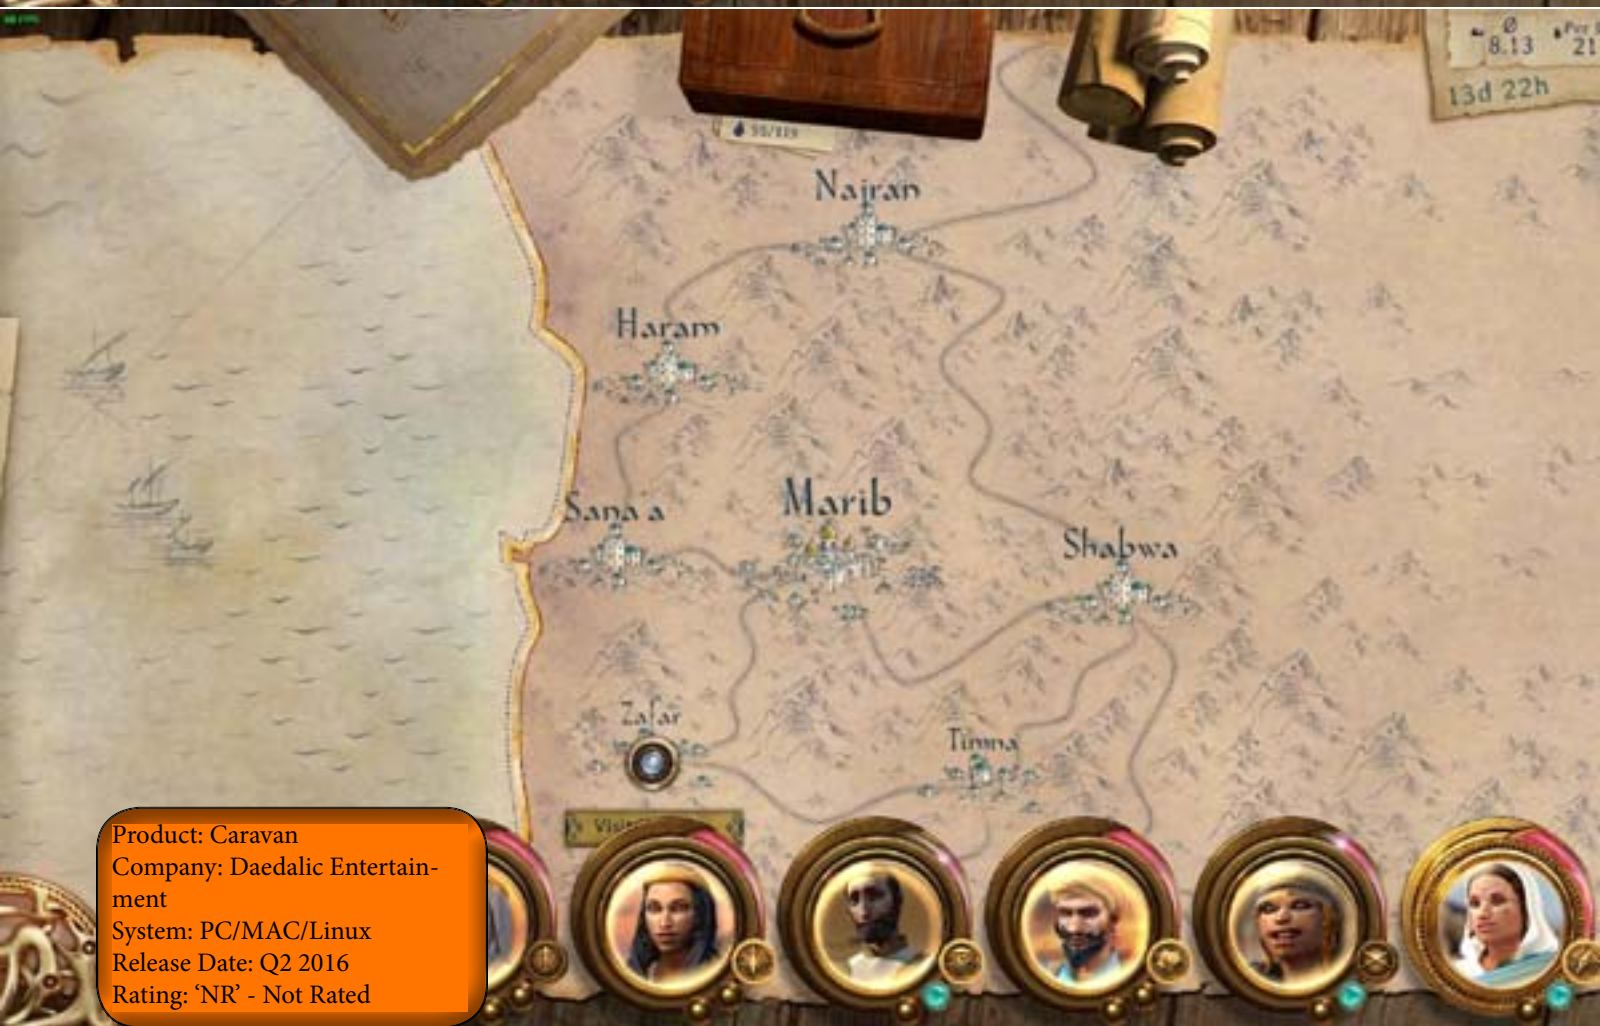 Ø
8.13
21
13d 22h
Najran
Haram
Sana a
Marib
Shabwa
Zafar
Timna
Product: Caravan
Company: Daedalic Entertain-
ment
System: PC/MAC/Linux
Release Date: Q2 2016
Rating: ‘NR’ - Not Rated